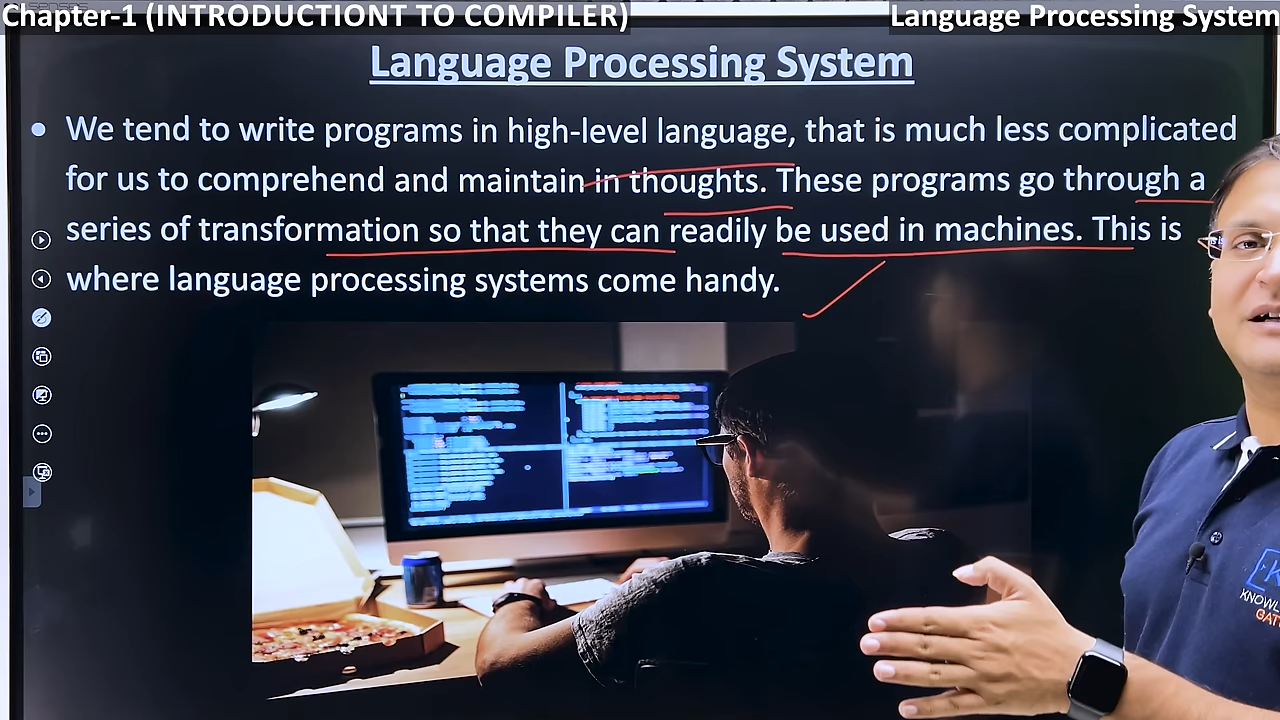 Chapter-1 (INTRODUCTIONT TO COMPILER)
Language Processing System
Language Processing System
• We tend to write programs in high-level language, that is much less complicated
for us to comprehend and maintain in thoughts. These programs go through a
series of transformation so that they can readily be used in machines. This is
where language processing systems come handy.